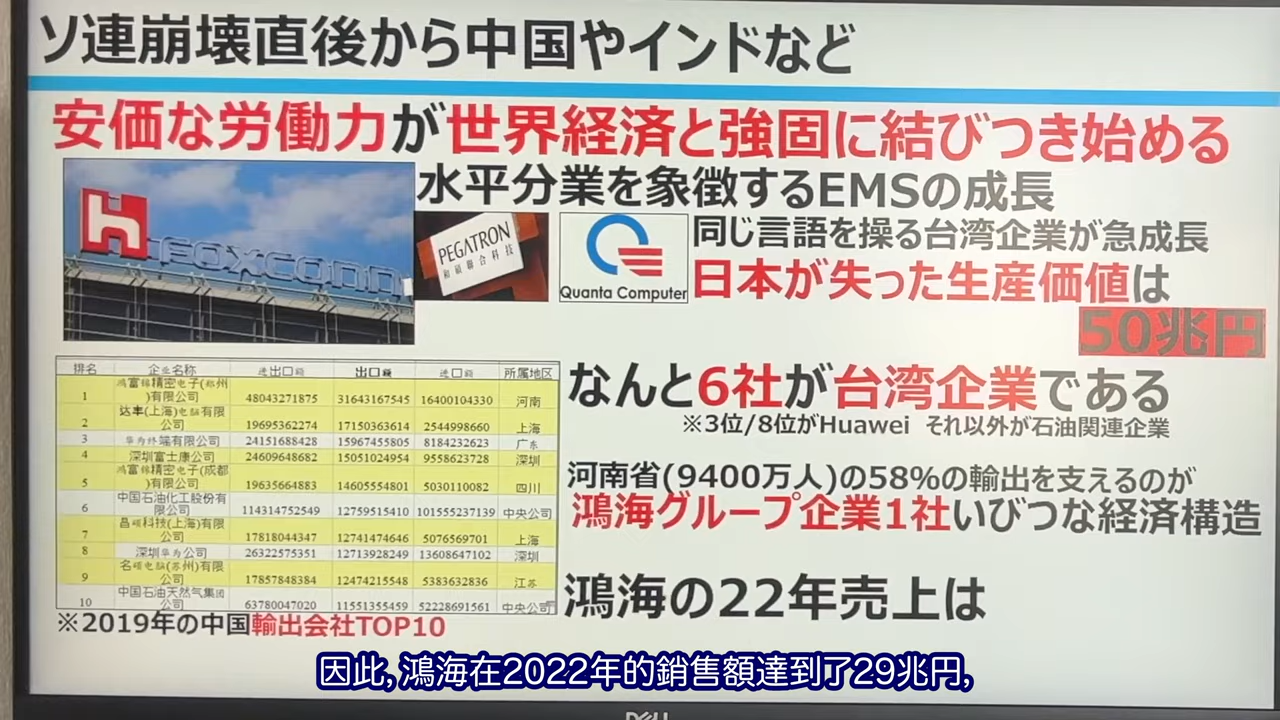 ソ連崩壊直後から中国やインドなど
安価な労働力が世界経済と強固に結びつき始める
水平分業を象徴するEMSの成長
FOXCONN
PEGATRON
和碩聯合科技
Quanta Computer
同じ言語を操る台湾企業が急成長
日本が失った生産価値は
50兆円
排名 企业名称 进出口额 出口额 进口额 所属地区
1 鸿富锦精密电子(郑州)有限公司 48043271875 31643167545 16400104330 河南
2 达丰(上海)电脑有限公司 19695362274 17150363614 2544998660 上海
3 华为终端有限公司 24151688428 15967455805 8184232623 广东
4 深圳富士康公司 24609648682 15051024954 9558623728 深圳
5 鸿富锦精密电子(成都)有限公司 19635664883 14605554801 5030110082 四川
6 中国石油化工股份有限公司 114314752549 12759515410 101555237139 中央公司
7 昌硕科技(上海)有限公司 17818044347 12741474646 5076569701 上海
8 深圳华为公司 26322575351 12713928249 13608647102 深圳
9 名硕电脑(苏州)有限公司 17857848384 12474215548 5383632836 江苏
10 中国石油天然气集团公司 63780047020 11551355459 52228691561 中央公司
※2019年の中国輸出会社TOP10
なんと6社が台湾企業である
※3位/8位がHuawei それ以外が石油関連企業
河南省(9400万人)の58%の輸出を支えるのが
鴻海グループ企業1社いびつな経済構造
鴻海の22年売上は
因此, 鴻海在2022年的銷售額達到了29兆円,
DELL